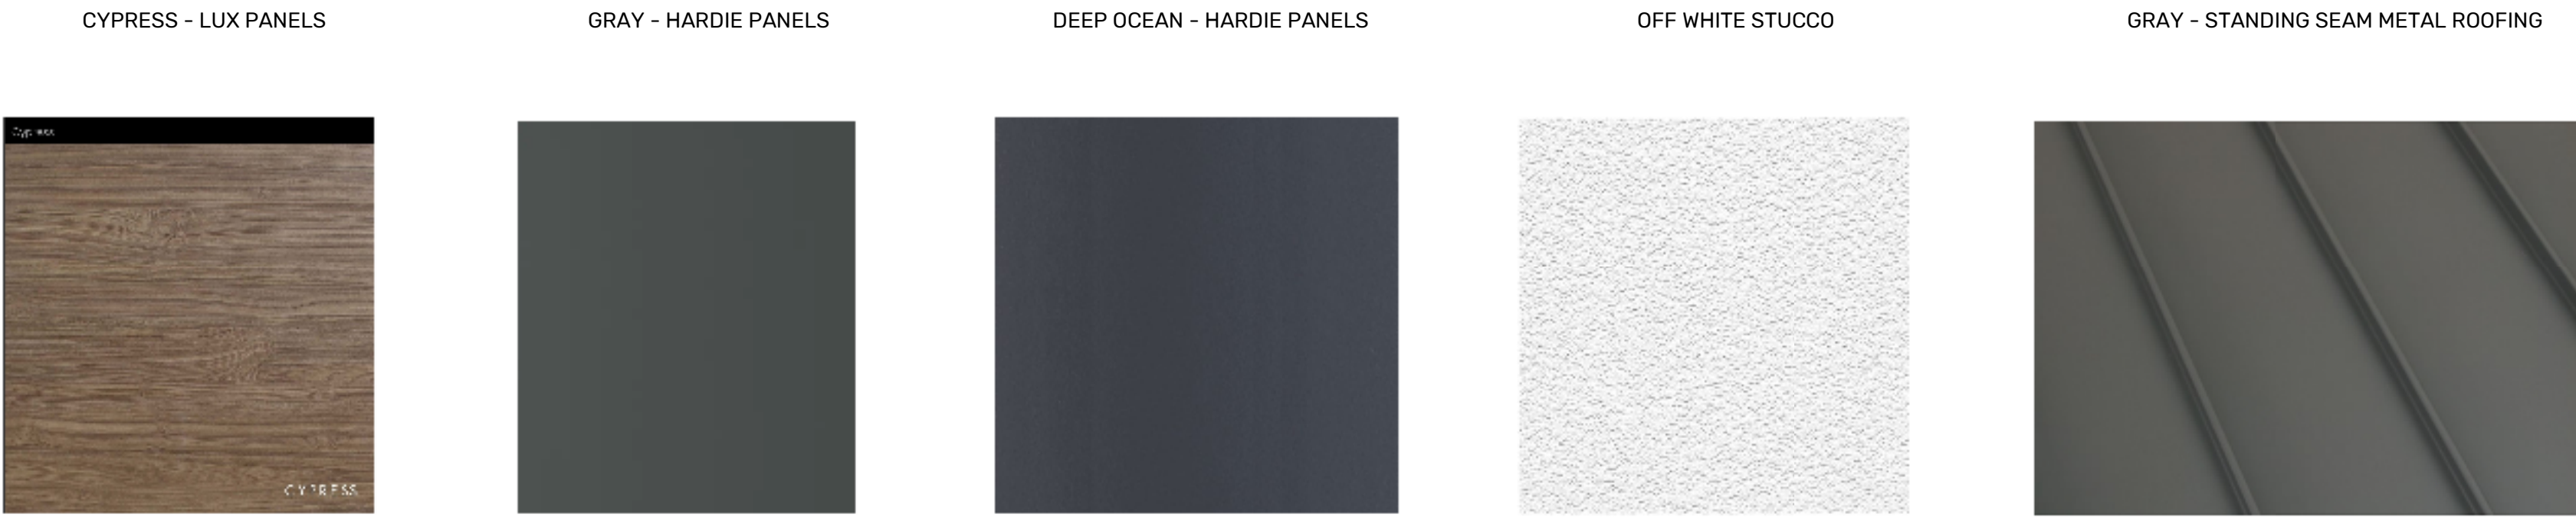 CYPRESS - LUX PANELS
GRAY - HARDIE PANELS
DEEP OCEAN - HARDIE PANELS
OFF WHITE STUCCO
GRAY - STANDING SEAM METAL ROOFING
Cypress
CYPRESS